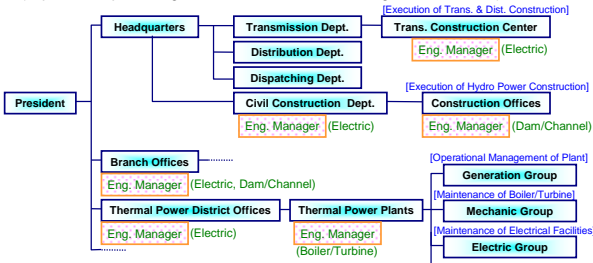 [Execution of Trans. & Dist. Construction]
Headquarters
Transmission Dept.
Trans. Construction Center
Eng. Manager (Electric)
Distribution Dept.
Dispatching Dept.
[Execution of Hydro Power Construction]
President
Civil Construction Dept.
Construction Offices
Eng. Manager (Electric)
Eng. Manager (Dam/Channel)
Branch Offices
[Operational Management of Plant]
Eng. Manager (Electric, Dam/Channel)
Generation Group
[Maintenance of Boiler/Turbine]
Thermal Power District Offices
Thermal Power Plants
Mechanic Group
Eng. Manager (Electric)
Eng. Manager
(Boiler/Turbine)
[Maintenance of Electrical Facilities]
Electric Group